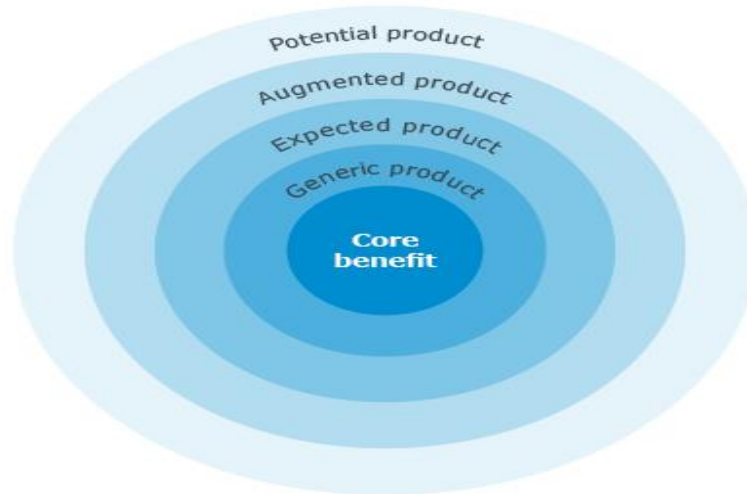 Potential product
Augmented product
Expected product
Generic product
Core
benefit